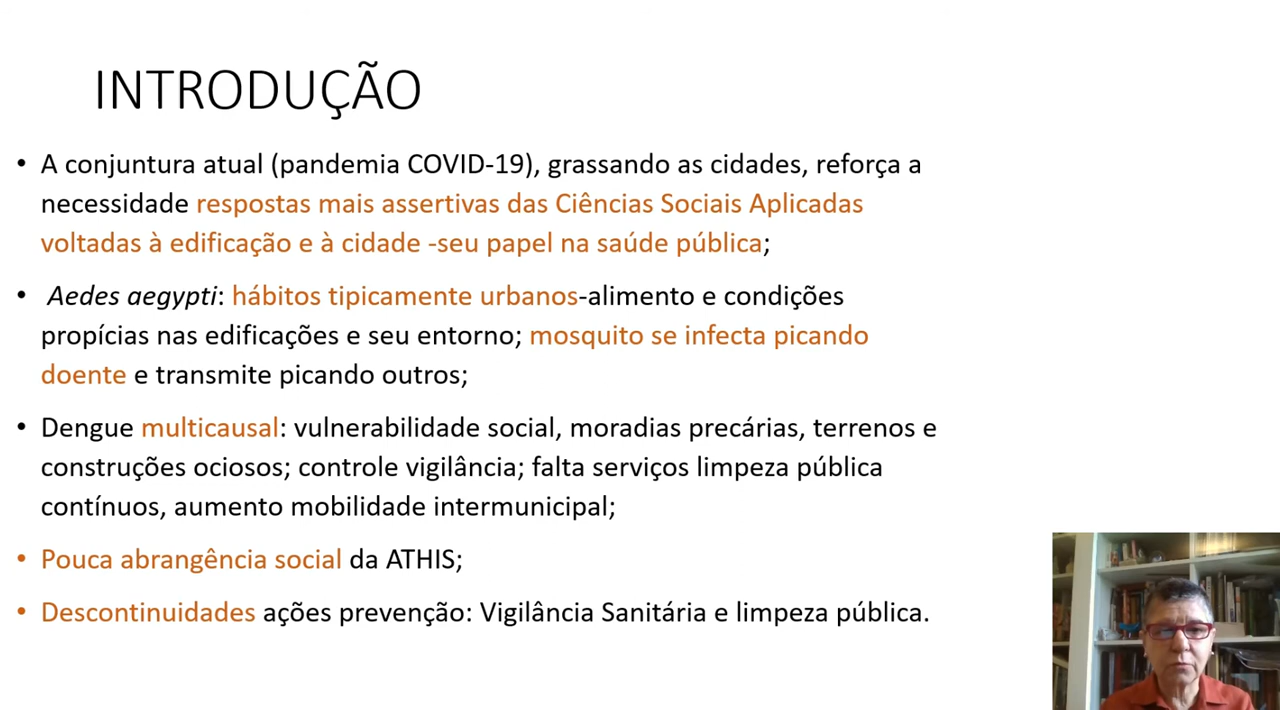 INTRODUÇÃO
• A conjuntura atual (pandemia COVID-19), grassando as cidades, reforça a
necessidade respostas mais assertivas das Ciências Sociais Aplicadas
voltadas à edificação e à cidade -seu papel na saúde pública;
• Aedes aegypti: hábitos tipicamente urbanos-alimento e condições
propícias nas edificações e seu entorno; mosquito se infecta picando
doente e transmite picando outros;
• Dengue multicausal: vulnerabilidade social, moradias precárias, terrenos e
construções ociosos; controle vigilância; falta serviços limpeza pública
contínuos, aumento mobilidade intermunicipal;
• Pouca abrangência social da ATHIS;
• Descontinuidades ações prevenção: Vigilância Sanitária e limpeza pública.